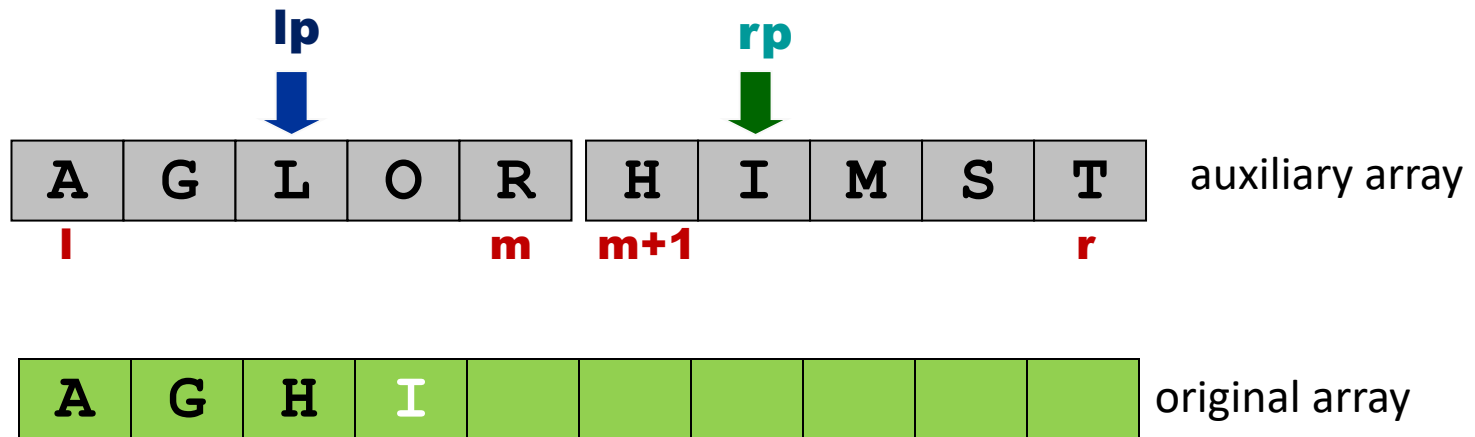 lp rp
A G L O R H I M S T auxiliary array
l m m+1 r
A G H I original array